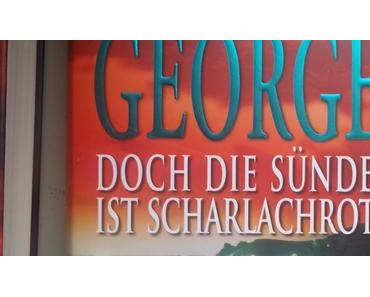 GEORGE
DOCH DIE SÜNDE
IST SCHARLACHROT